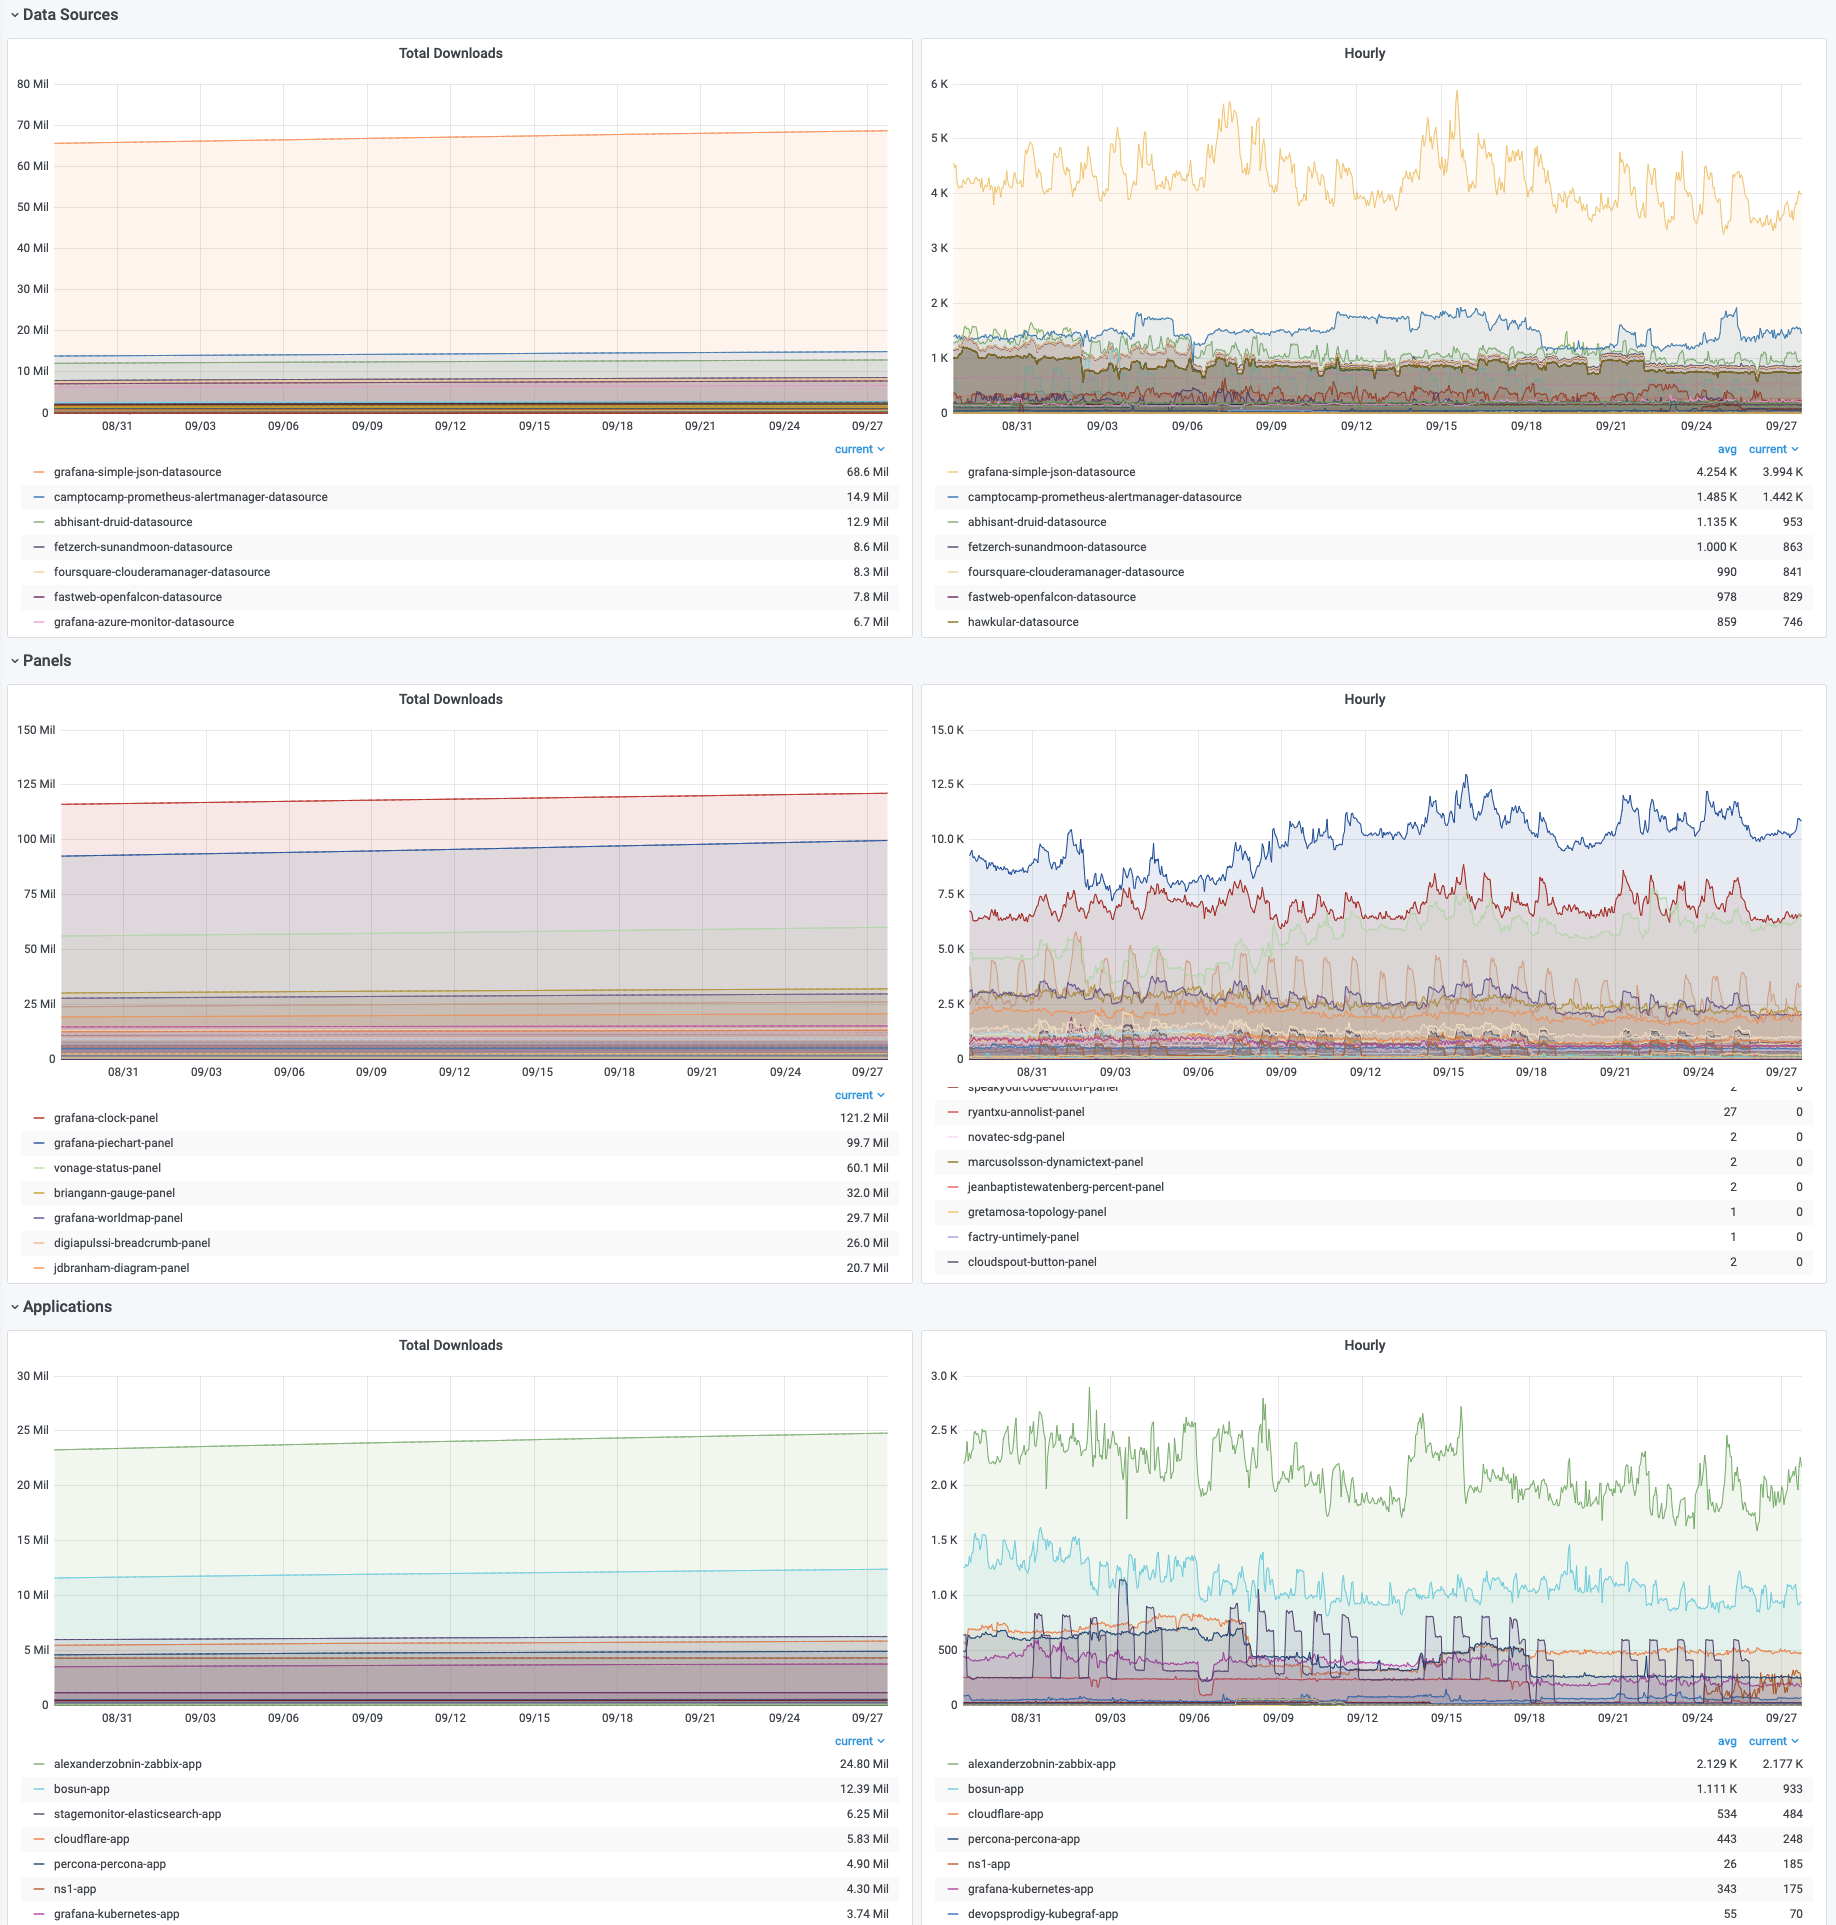 Data Sources
Total Downloads
80 Mil
70 Mil
60 Mil
50 Mil
40 Mil
30 Mil
20 Mil
10 Mil
0
08/31 09/03 09/06 09/09 09/12 09/15 09/18 09/21 09/24 09/27
current
grafana-simple-json-datasource 68.6 Mil
camptocamp-prometheus-alertmanager-datasource 14.9 Mil
abhisant-druid-datasource 12.9 Mil
fetzerch-sunandmoon-datasource 8.6 Mil
foursquare-clouderamanager-datasource 8.3 Mil
fastweb-openfalcon-datasource 7.8 Mil
grafana-azure-monitor-datasource 6.7 Mil
Hourly
6 K
5 K
4 K
3 K
2 K
1 K
0
08/31 09/03 09/06 09/09 09/12 09/15 09/18 09/21 09/24 09/27
avg current
grafana-simple-json-datasource 4.254 K 3.994 K
camptocamp-prometheus-alertmanager-datasource 1.485 K 1.442 K
abhisant-druid-datasource 1.135 K 953
fetzerch-sunandmoon-datasource 1.000 K 863
foursquare-clouderamanager-datasource 990 841
fastweb-openfalcon-datasource 978 829
hawkular-datasource 859 746
Panels
Total Downloads
150 Mil
125 Mil
100 Mil
75 Mil
50 Mil
25 Mil
0
08/31 09/03 09/06 09/09 09/12 09/15 09/18 09/21 09/24 09/27
current
grafana-clock-panel 121.2 Mil
grafana-piechart-panel 99.7 Mil
vonage-status-panel 60.1 Mil
briangann-gauge-panel 32.0 Mil
grafana-worldmap-panel 29.7 Mil
digiapulssi-breadcrumb-panel 26.0 Mil
jdbranham-diagram-panel 20.7 Mil
Hourly
15.0 K
12.5 K
10.0 K
7.5 K
5.0 K
2.5 K
0
08/31 09/03 09/06 09/09 09/12 09/15 09/18 09/21 09/24 09/27
speakyourcode-button-panel 2 0
ryantxu-annolist-panel 27 0
novatec-sdg-panel 2 0
marcusolsson-dynamictext-panel 2 0
jeanbaptistewatenberg-percent-panel 2 0
gretamosa-topology-panel 1 0
factry-untimely-panel 1 0
cloudspout-button-panel 2 0
Applications
Total Downloads
30 Mil
25 Mil
20 Mil
15 Mil
10 Mil
5 Mil
0
08/31 09/03 09/06 09/09 09/12 09/15 09/18 09/21 09/24 09/27
current
alexanderzobnin-zabbix-app 24.80 Mil
bosun-app 12.39 Mil
stagemonitor-elasticsearch-app 6.25 Mil
cloudflare-app 5.83 Mil
percona-percona-app 4.90 Mil
ns1-app 4.30 Mil
grafana-kubernetes-app 3.74 Mil
Hourly
3.0 K
2.5 K
2.0 K
1.5 K
1.0 K
500
0
08/31 09/03 09/06 09/09 09/12 09/15 09/18 09/21 09/24 09/27
avg current
alexanderzobnin-zabbix-app 2.129 K 2.177 K
bosun-app 1.111 K 933
cloudflare-app 534 484
percona-percona-app 443 248
ns1-app 26 185
grafana-kubernetes-app 343 175
devopsprodigy-kubegraf-app 55 70